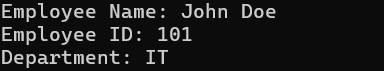 Employee Name: John Doe
Employee ID: 101
Department: IT